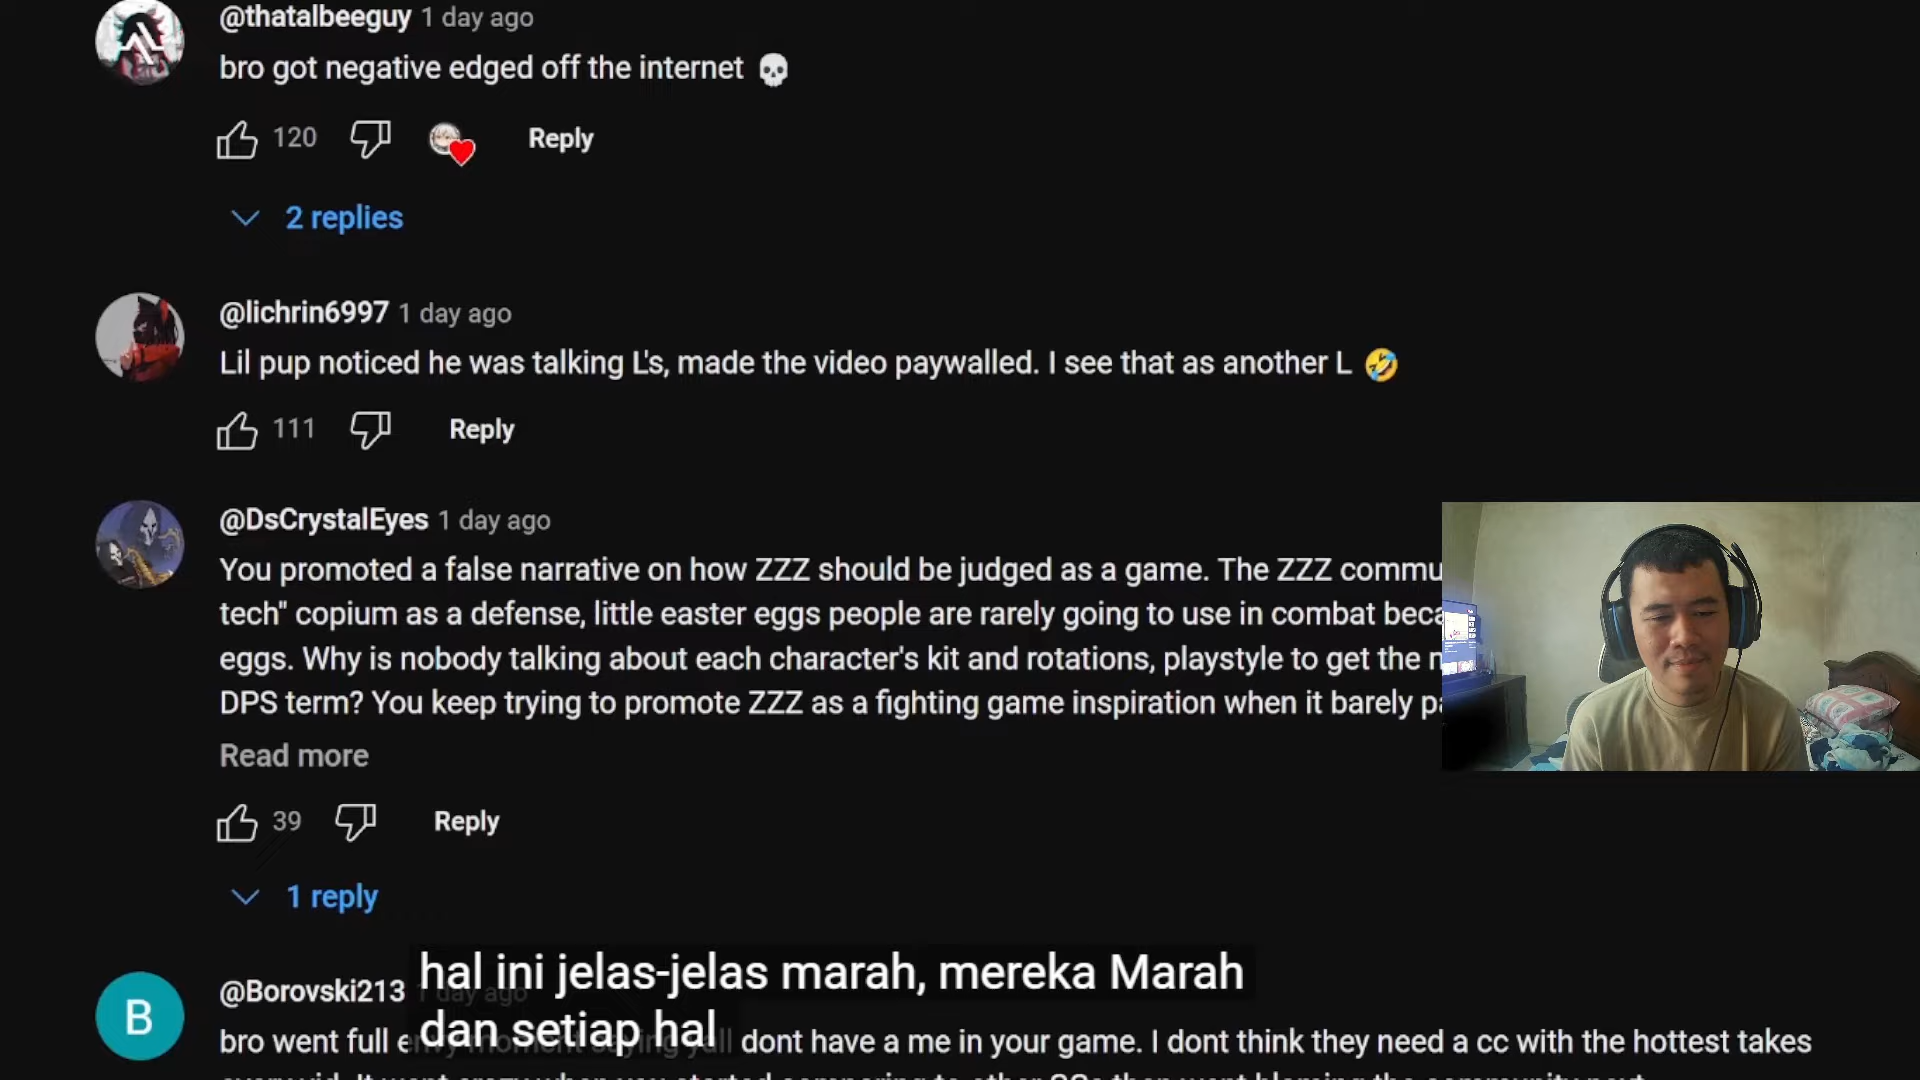 @thatalbeeguy 1 day ago
bro got negative edged off the internet 💀
120 Reply
2 replies
@lichrin6997 1 day ago
Lil pup noticed he was talking L's, made the video paywalled. I see that as another L 🤣
111 Reply
@DsCrystalEyes 1 day ago
You promoted a false narrative on how ZZZ should be judged as a game. The ZZZ commu
tech" copium as a defense, little easter eggs people are rarely going to use in combat beca
eggs. Why is nobody talking about each character's kit and rotations, playstyle to get the
DPS term? You keep trying to promote ZZZ as a fighting game inspiration when it barely
Read more
39 Reply
1 reply
B
@Borovski213 1 day ago
hal ini jelas-jelas marah, mereka Marah
dan setiap hal
bro went full envy moment saying yall dont have a me in your game. I dont think they need a cc with the hottest takes